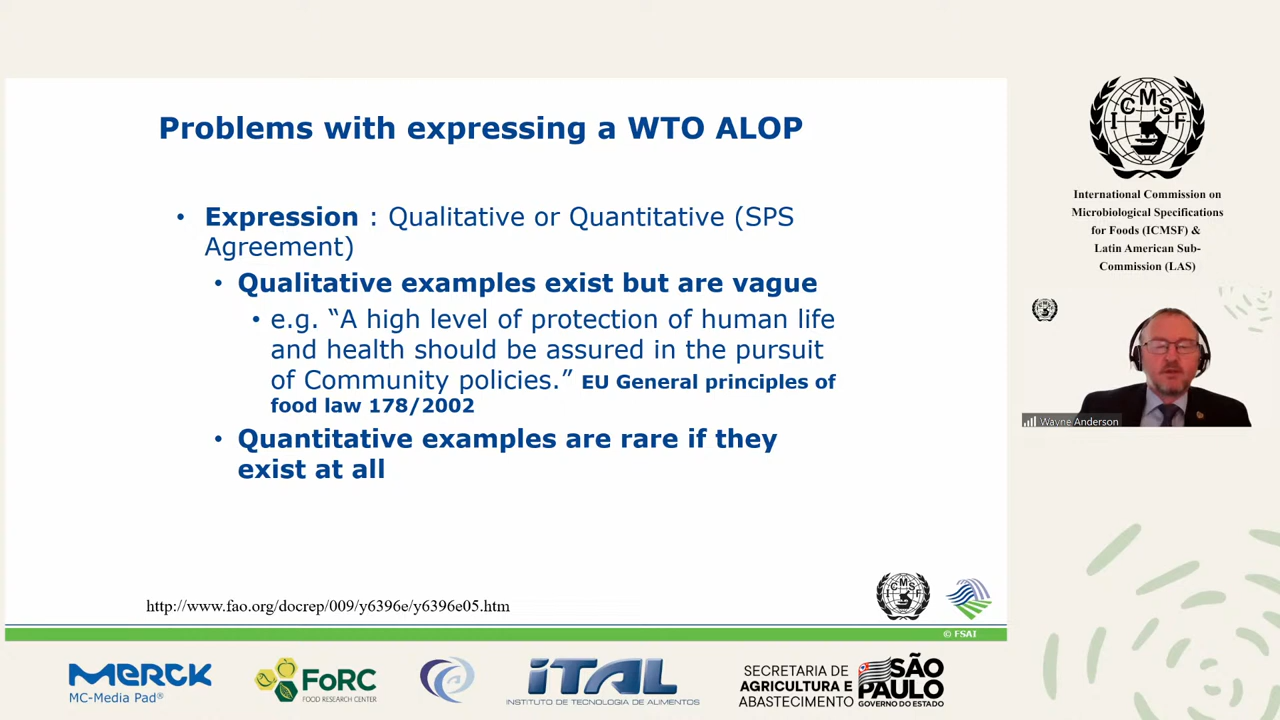 Problems with expressing a WTO ALOP
• Expression : Qualitative or Quantitative (SPS
Agreement)
• Qualitative examples exist but are vague
• e.g. “A high level of protection of human life
and health should be assured in the pursuit
of Community policies.” EU General principles of
food law 178/2002
• Quantitative examples are rare if they
exist at all
http://www.fao.org/docrep/009/y6396e/y6396e05.htm
ICMSF
© FSAI
ICMSF
International Commission on
Microbiological Specifications
for Foods (ICMSF) &
Latin American Sub-
Commission (LAS)
Wayne Anderson
MERCK
MC-Media Pad®
FoRC
FOOD RESEARCH CENTER
iTAL
INSTITUTO DE TECNOLOGIA DE ALIMENTOS
SECRETARIA DE
AGRICULTURA E
ABASTECIMENTO
SÃO
PAULO
GOVERNO DO ESTADO